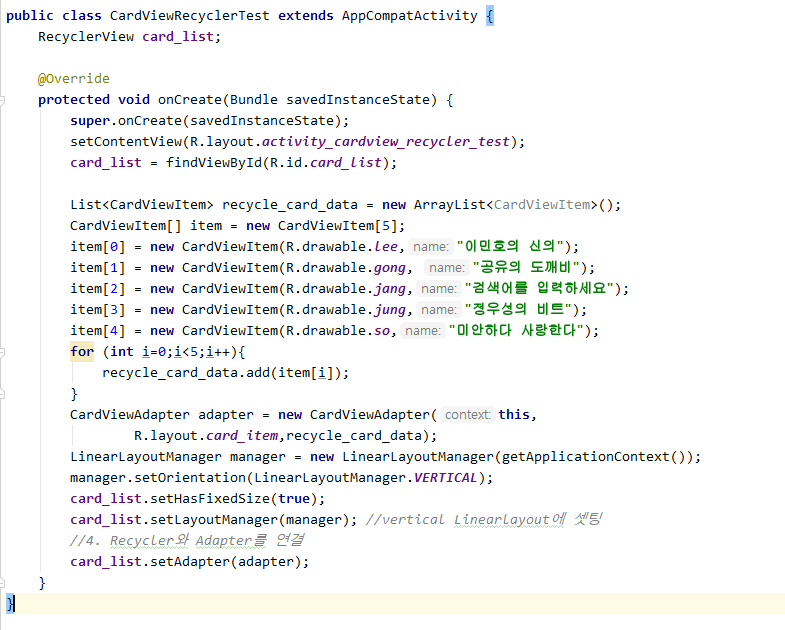 public class CardViewRecyclerTest extends AppCompatActivity {
RecyclerView card_list;
@Override
protected void onCreate(Bundle savedInstanceState) {
super.onCreate(savedInstanceState);
setContentView(R.layout.activity_cardview_recycler_test);
card_list = findViewById(R.id.card_list);
List<CardViewItem> recycle_card_data = new ArrayList<CardViewItem>();
CardViewItem[] item = new CardViewItem[5];
item[0] = new CardViewItem(R.drawable.lee, name: "이민호의 신의");
item[1] = new CardViewItem(R.drawable.gong, name: "공유의 도깨비");
item[2] = new CardViewItem(R.drawable.jang, name: "검색어를 입력하세요");
item[3] = new CardViewItem(R.drawable.jung, name: "정우성의 비트");
item[4] = new CardViewItem(R.drawable.so, name: "미안하다 사랑한다");
for (int i=0;i<5;i++){
recycle_card_data.add(item[i]);
}
CardViewAdapter adapter = new CardViewAdapter( context: this,
R.layout.card_item,recycle_card_data);
LinearLayoutManager manager = new LinearLayoutManager(getApplicationContext());
manager.setOrientation(LinearLayoutManager.VERTICAL);
card_list.setHasFixedSize(true);
card_list.setLayoutManager(manager); //vertical Linearlayout에 셋팅
//4. Recycler와 Adapter를 연결
card_list.setAdapter(adapter);
}
}